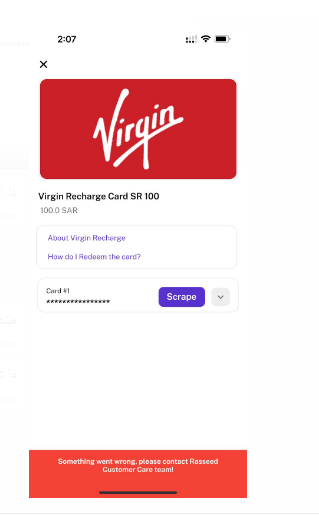 2:07
Virgin
Virgin Recharge Card SR 100
100.0 SAR
About Virgin Recharge
How do I Redeem the card?
Card #1
****************
Scrape
Something went wrong, please contact Rasseed
Customer Care team!